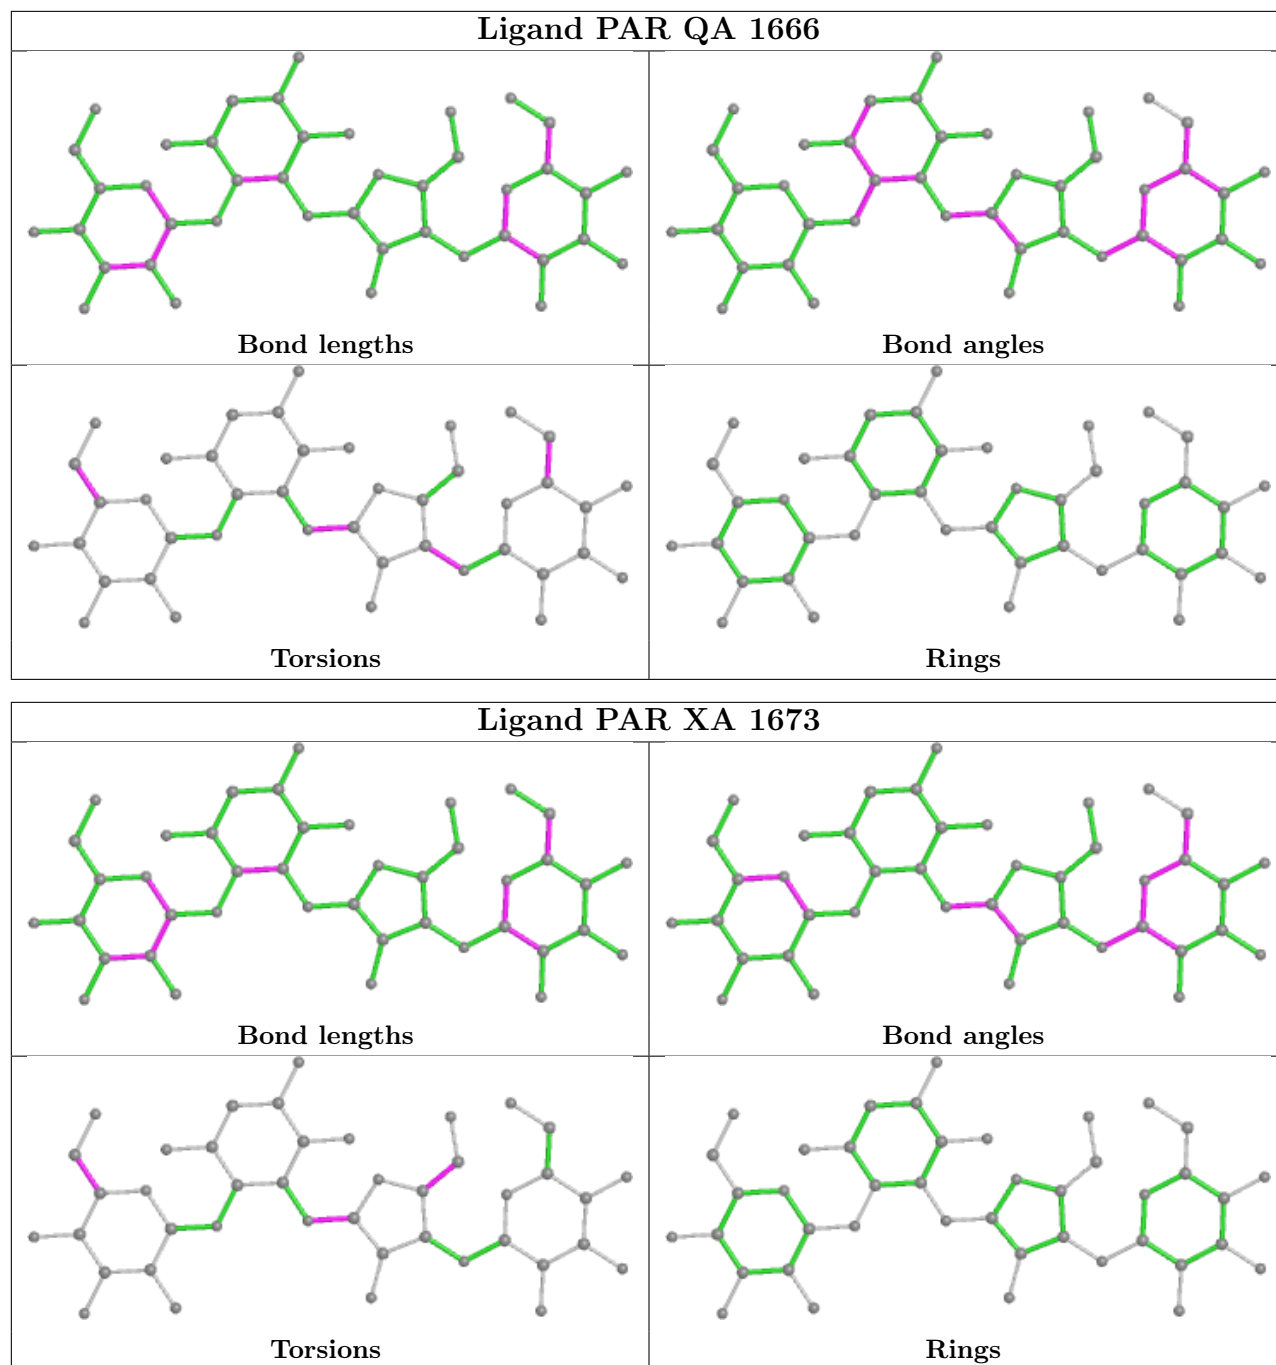 Ligand PAR QA 1666
Bond lengths
Bond angles
Torsions
Rings
Ligand PAR XA 1673
Bond lengths
Bond angles
Torsions
Rings